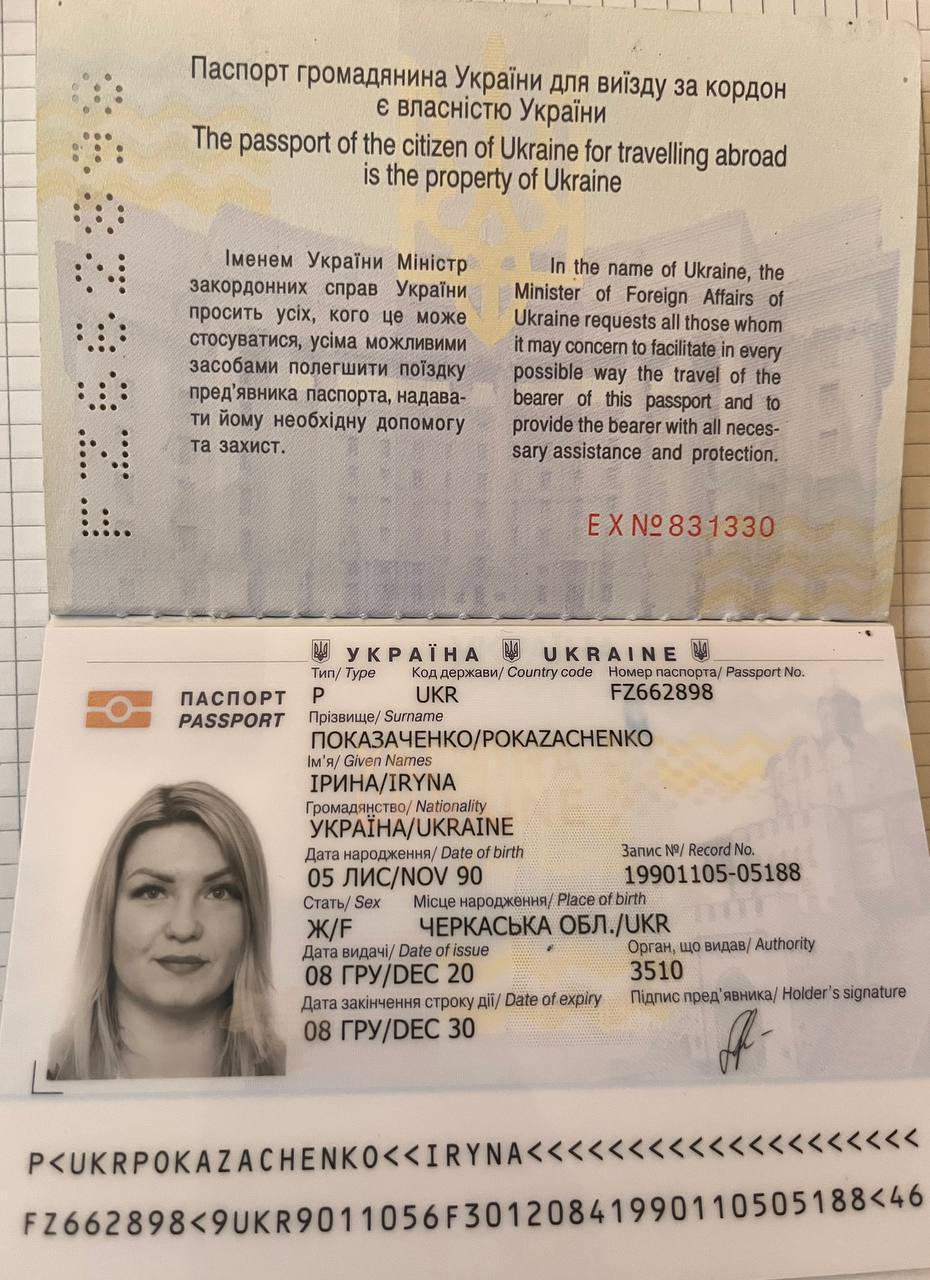 Паспорт громадянина України для виїзду за кордон
є власністю України
The passport of the citizen of Ukraine for travelling abroad
is the property of Ukraine
Іменем України Міністр
закордонних справ України
просить усіх, кого це може
стосуватися, усіма можливими
засобами полегшити поїздку
пред'явника паспорта, надава-
ти йому необхідну допомогу
та захист.
In the name of Ukraine, the
Minister of Foreign Affairs of
Ukraine requests all those whom
it may concern to facilitate in every
possible way the travel of the
bearer of this passport and to
provide the bearer with all neces-
sary assistance and protection.
EX№831330
FZ662898
УКРАЇНА UKRAINE
ПАСПОРТ
PASSPORT
Тип/ Type Код держави/ Country code Номер паспорта/ Passport No.
P UKR FZ662898
Прізвище/ Surname
ПОКАЗАЧЕНКО/POKAZACHENKO
Ім'я/ Given Names
ІРИНА/IRYNA
Громадянство/ Nationality
УКРАЇНА/UKRAINE
Дата народження/ Date of birth Запис №/ Record No.
05 ЛИС/NOV 90 19901105-05188
Стать/ Sex Місце народження/ Place of birth
Ж/F ЧЕРКАСЬКА ОБЛ./UKR
Дата видачі/ Date of issue Орган, що видав/ Authority
08 ГРУ/DEC 20 3510
Дата закінчення строку дії/ Date of expiry Підпис пред'явника/ Holder's signature
08 ГРУ/DEC 30
P<UKRPOKAZACHENKO<<IRYNA<<<<<<<<<<<<<<<<<<<<
FZ662898<9UKR9011056F30120841990110505188<46